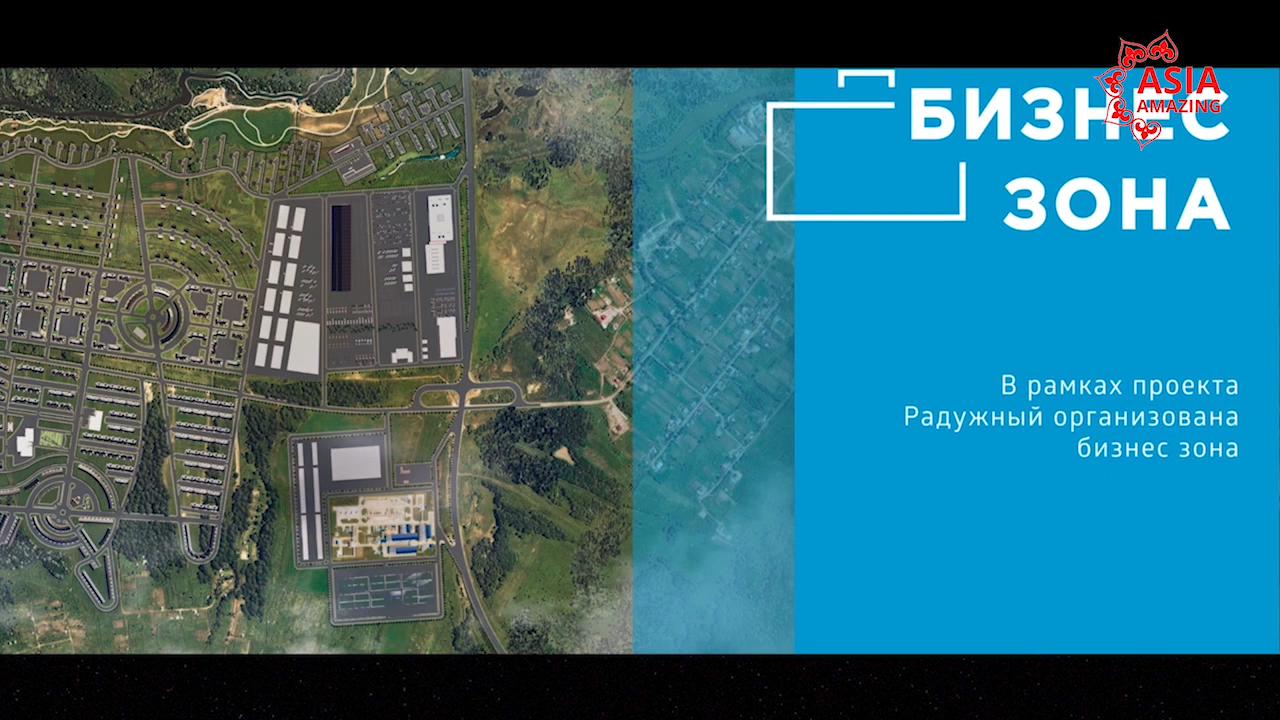 ASIA
AMAZING
БИЗНЕС
ЗОНА
В рамках проекта
Радужный организована
бизнес зона